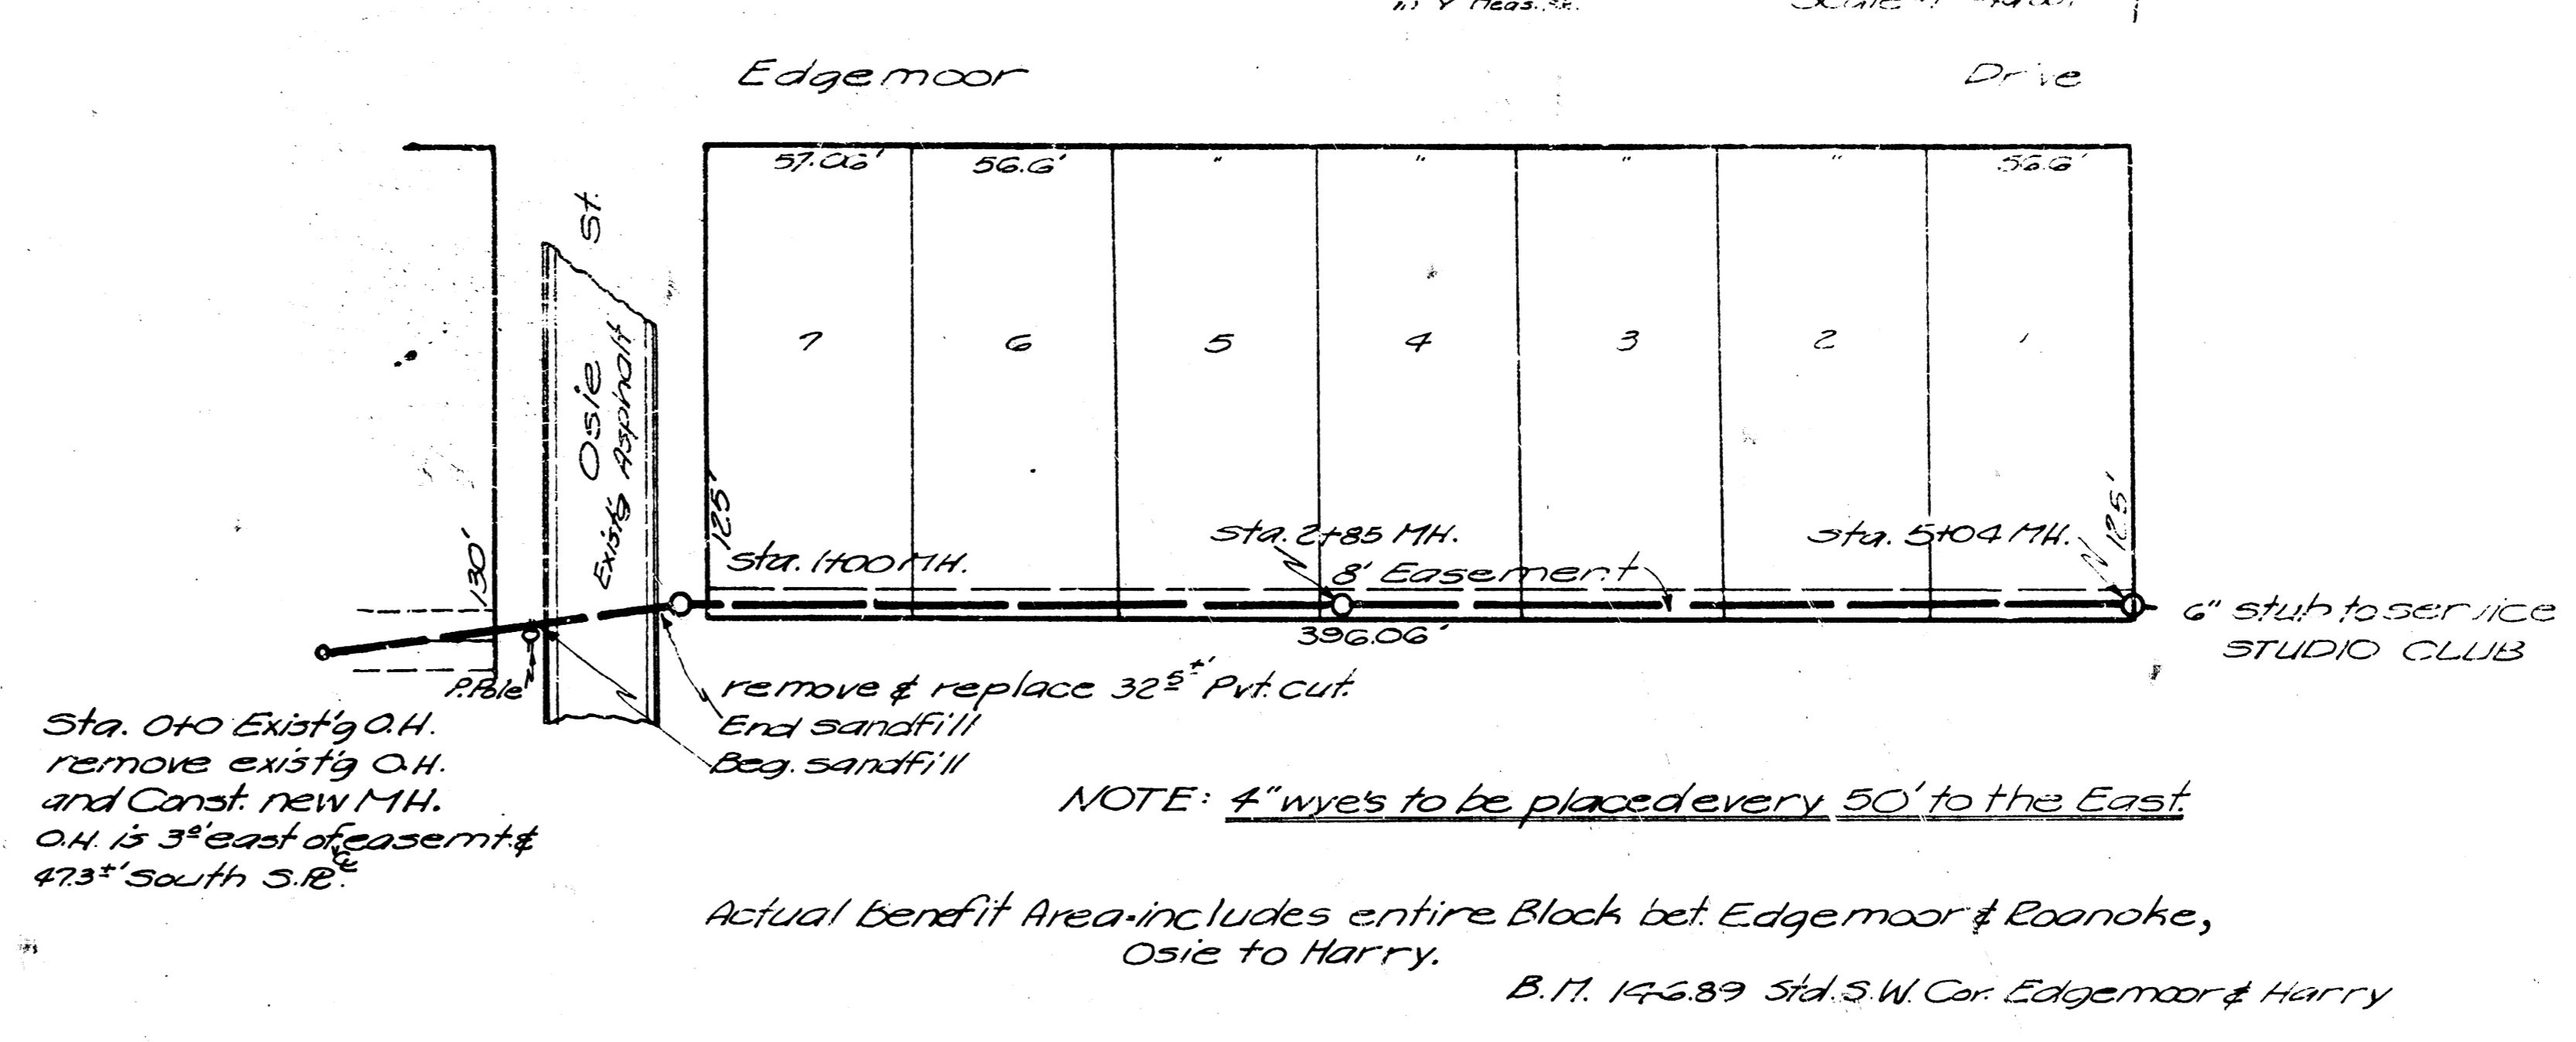 Edgemoor Drive
57.06' 56.6' " " " " 56.6'
St.
Osie
Exist'g Asphalt
7 6 5 4 3 2 1
125'
125'
130'
Sta. 1+00 MH.
Sta. 2+85 MH.
Sta. 5+04 MH.
8' Easement
396.06'
6" stub to service
STUDIO CLUB
P.Pole
remove & replace 32.5±' Pvt. cut.
End sandfill
Beg. sandfill
Sta. 0+0 Exist'g O.H.
remove exist'g O.H.
and Const. new MH.
O.H. is 3.0' east of ℄ easemt. &
47.3±' South S.PL.
NOTE: 4" wye's to be placed every 50' to the East.
Actual benefit Area-includes entire Block bet. Edgemoor & Roanoke,
Osie to Harry.
B.M. 146.89 Std. S.W. Cor. Edgemoor & Harry